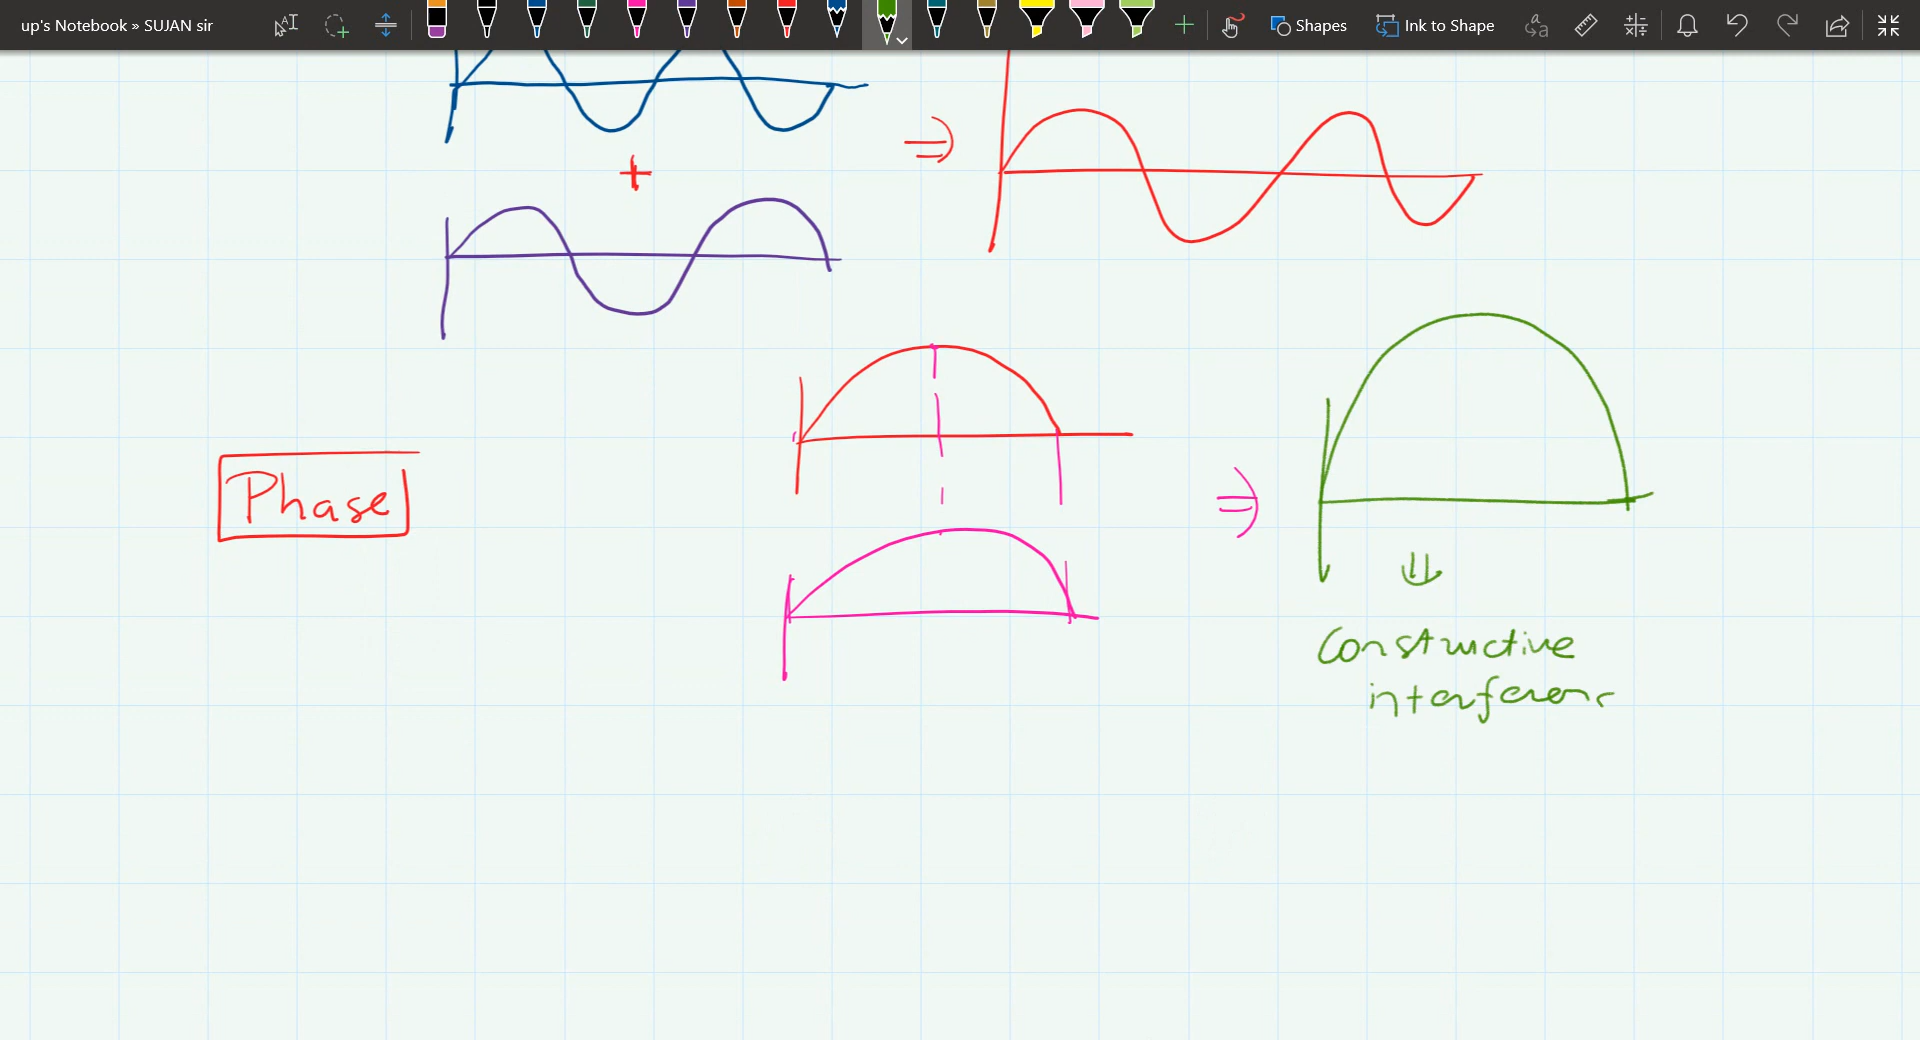 up's Notebook » SUJAN sir
Shapes
Ink to Shape
+
⇒
Phase
⇒
⇓
Constructive
interferenc